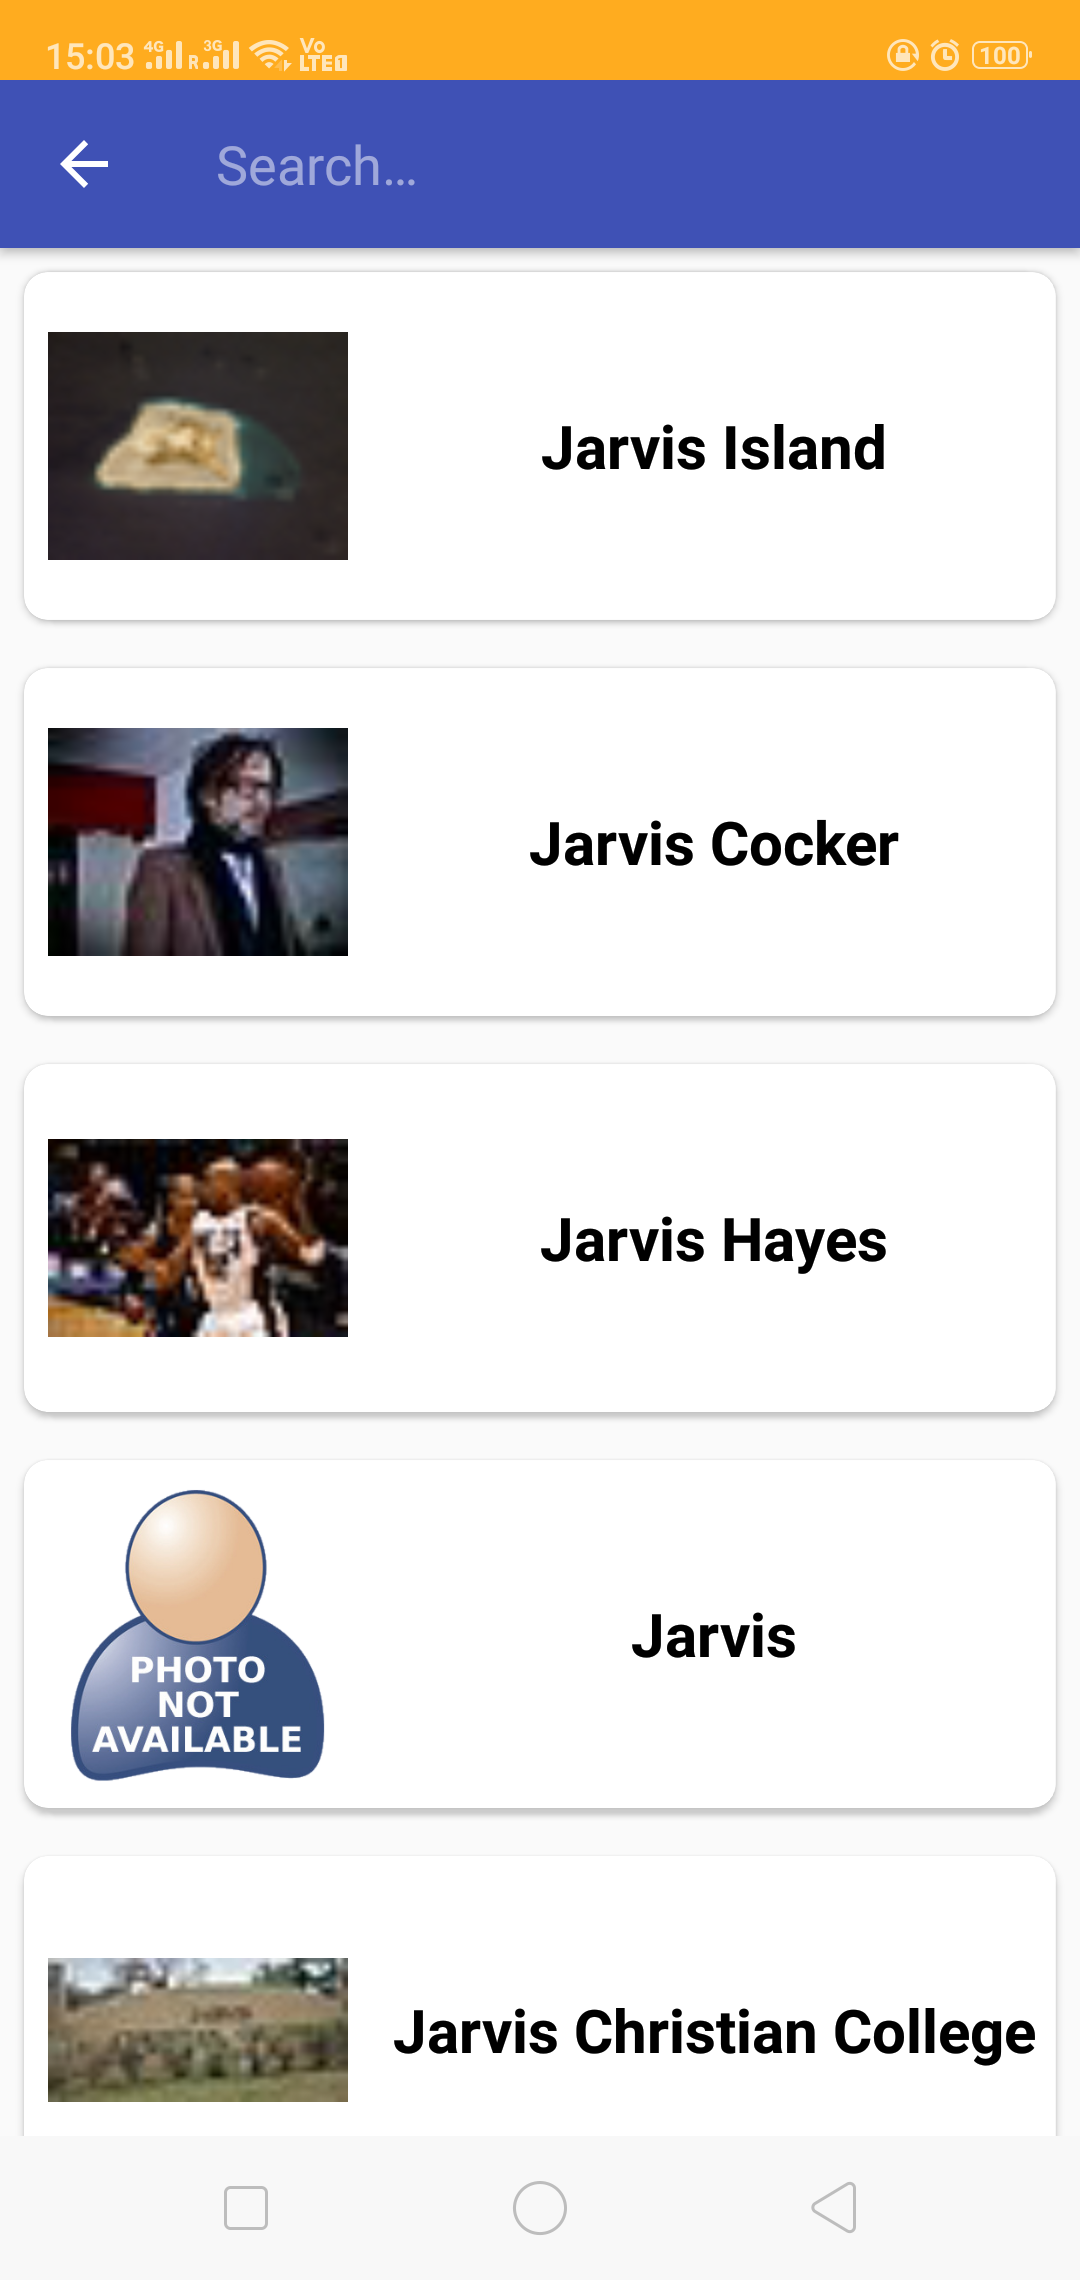 15:03 4G R 3G Vo LTE 1 100
Search...
Jarvis Island
Jarvis Cocker
Jarvis Hayes
Jarvis
PHOTO
NOT
AVAILABLE
Jarvis Christian College